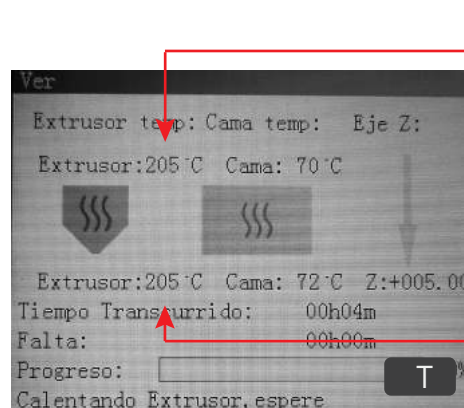 Ver
Extrusor temp: Cama temp: Eje Z:
Extrusor:205°C Cama: 70°C
Extrusor:205°C Cama: 72°C Z:+005.00
Tiempo Transcurrido: 00h04m
Falta: 00h00m
Progreso: %
T
Calentando Extrusor,espere